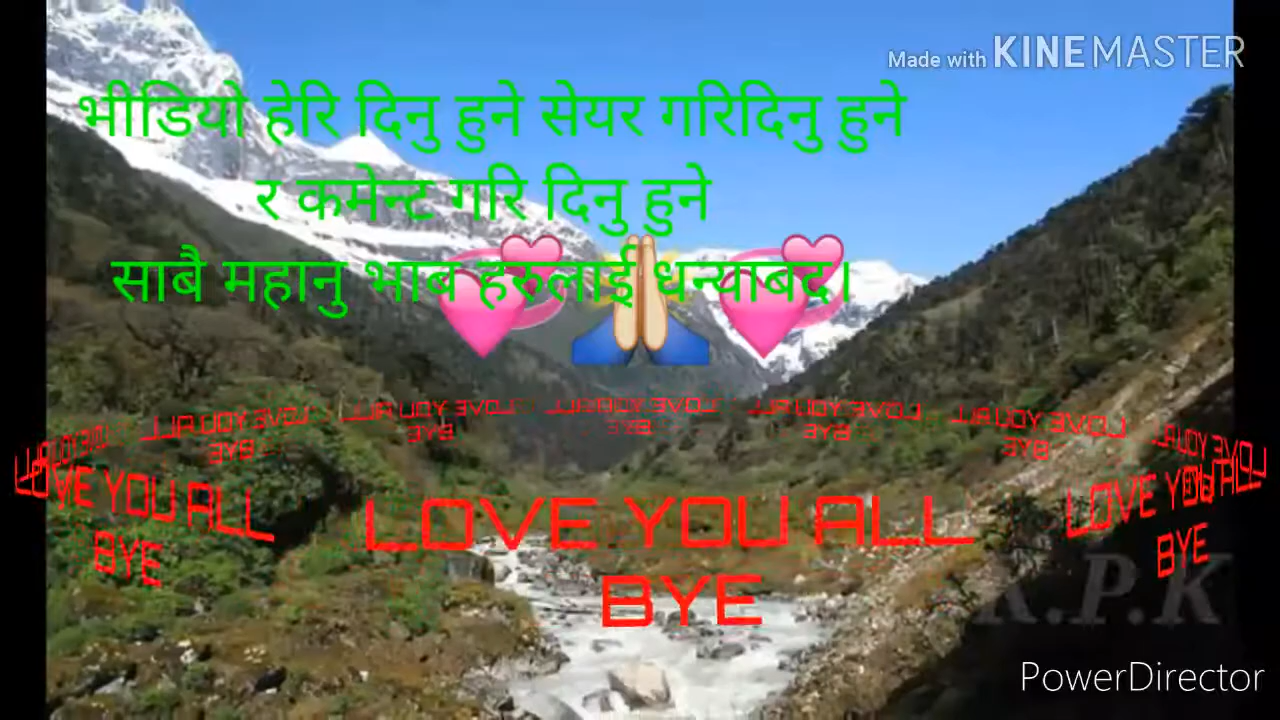 Made with KINEMASTER
भीडियो हेरि दिनु हुने सेयर गरिदिनु हुने
र कमेन्ट गरि दिनु हुने
साबै महानु भाब हरुलाई धन्याबद।
LOVE YOU ALL
BYE
LOVE YOU ALL
BYE
LOVE YOU ALL
BYE
K.P.K
PowerDirector